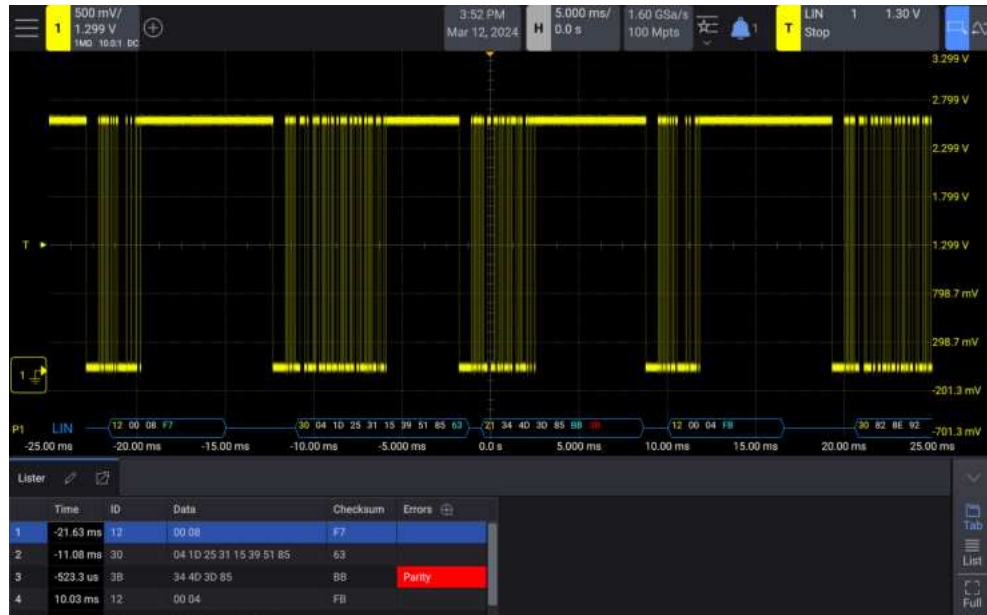 500 mV/ 3:52 PM 5.000 ms/ 1.60 GSa/s LIN 1 1.30 V
1 1.299 V Mar 12, 2024 H 0.0 s 100 Mpts 1 T Stop
1MΩ 10.0:1 DC
3.299 V
2.799 V
2.299 V
1.799 V
T 1.299 V
798.7 mV
298.7 mV
1
-201.3 mV
P1 LIN 12 00 08 F7 30 04 1D 25 31 15 39 51 85 63 21 34 4D 3D 85 BB 3B 12 00 04 FB 30 82 8E 92
-701.3 mV
-25.00 ms -20.00 ms -15.00 ms -10.00 ms -5.000 ms 0.0 s 5.000 ms 10.00 ms 15.00 ms 20.00 ms 25.00 ms
Lister
Time ID Data Checksum Errors
1 -21.63 ms 12 00 08 F7
2 -11.08 ms 30 04 1D 25 31 15 39 51 85 63
3 -523.3 us 3B 34 4D 3D 85 BB Parity
4 10.03 ms 12 00 04 FB
Tab
List
Full